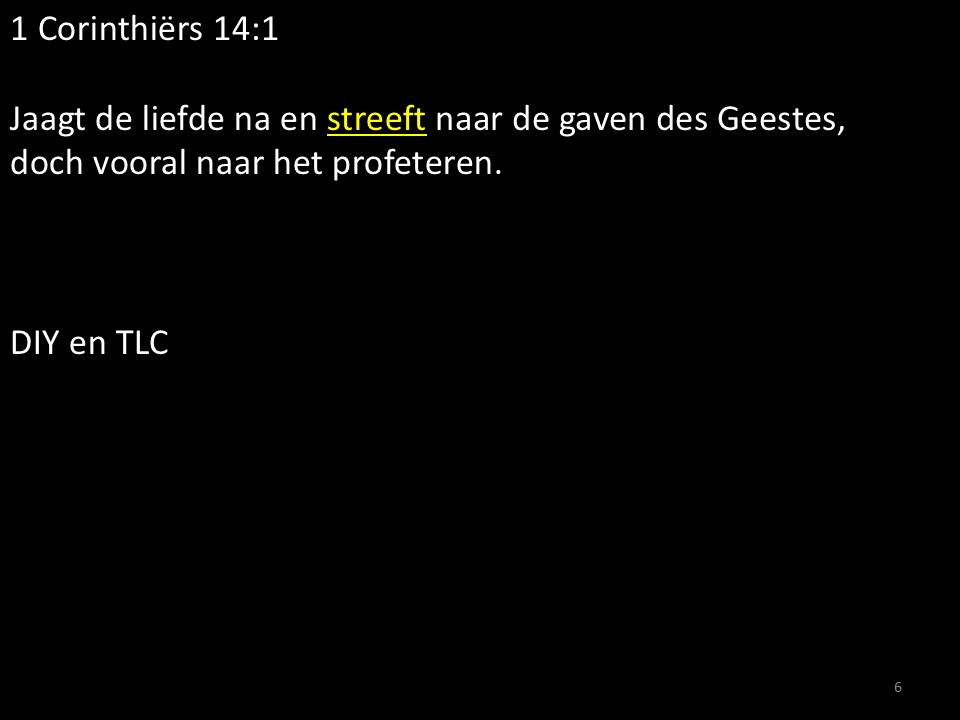 1 Corinthiërs 14:1
Jaagt de liefde na en streeft naar de gaven des Geestes,
doch vooral naar het profeteren.
DIY en TLC
6